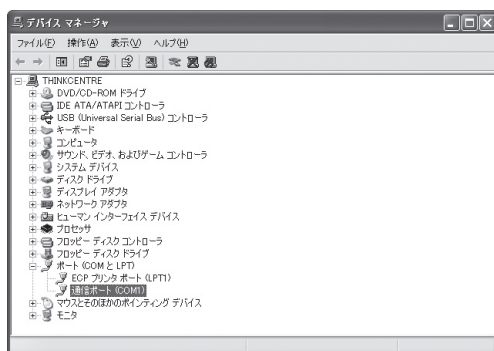 デバイス マネージャ
ファイル(F) 操作(A) 表示(V) ヘルプ(H)
THINKCENTRE
DVD/CD-ROM ドライブ
IDE ATA/ATAPI コントローラ
USB (Universal Serial Bus) コントローラ
キーボード
コンピュータ
サウンド、ビデオ、およびゲーム コントローラ
システム デバイス
ディスク ドライブ
ディスプレイ アダプタ
ネットワーク アダプタ
ヒューマン インターフェイス デバイス
プロセッサ
フロッピー ディスク コントローラ
フロッピー ディスク ドライブ
ポート (COM と LPT)
ECP プリンタ ポート (LPT1)
通信ポート (COM1)
マウスとそのほかのポインティング デバイス
モニタ